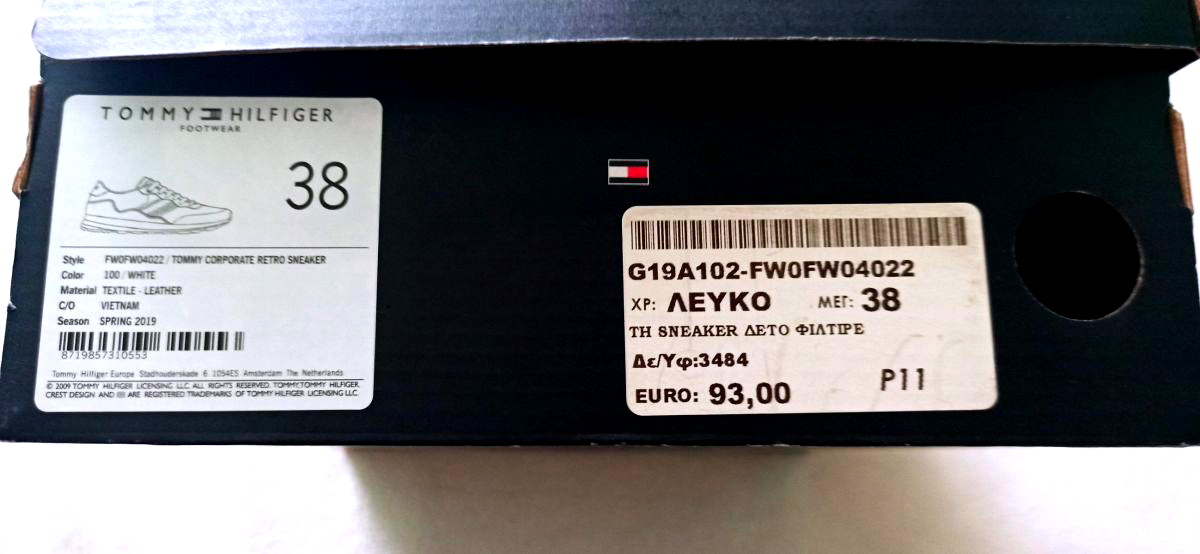 TOMMY HILFIGER
FOOTWEAR
38
Style FW0FW04022 / TOMMY CORPORATE RETRO SNEAKER
Color 100 / WHITE
Material TEXTILE - LEATHER
C/O VIETNAM
Season SPRING 2019
8719857310553
Tommy Hilfiger Europe Stadhouderskade 6 1054ES Amsterdam The Netherlands
© 2009 TOMMY HILFIGER LICENSING LLC. ALL RIGHTS RESERVED. TOMMY,TOMMY HILFIGER,
CREST DESIGN AND ARE REGISTERED TRADEMARKS OF TOMMY HILFIGER LICENSING LLC.
G19A102-FW0FW04022
ΧΡ: ΛΕΥΚΟ ΜΕΓ: 38
ΤΗ SNEAKER ΔΕΤΟ ΦΙΛΤΙΡΕ
Δε/Υφ:3484
P11
EURO: 93,00